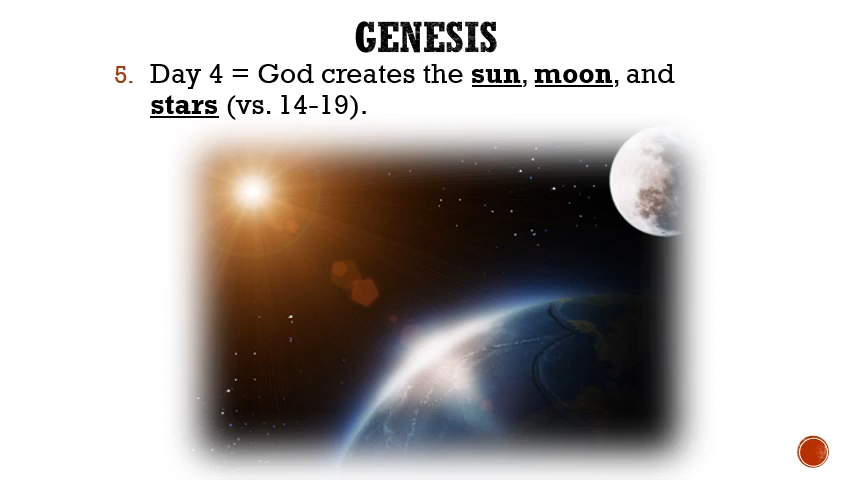 GENESIS
5. Day 4 = God creates the sun, moon, and
stars (vs. 14-19).